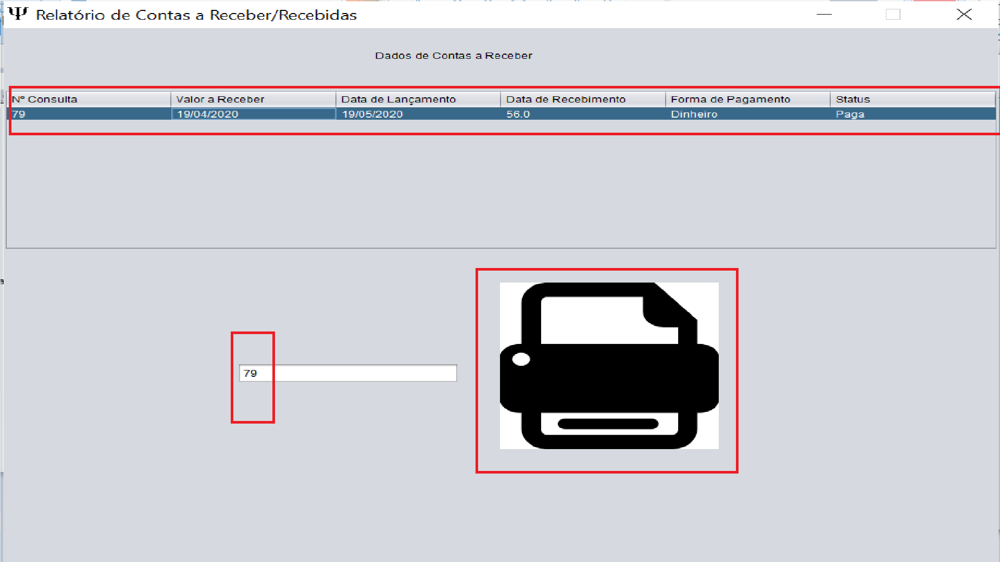 Relatório de Contas a Receber/Recebidas
Dados de Contas a Receber
Nº Consulta Valor a Receber Data de Lançamento Data de Recebimento Forma de Pagamento Status
79 19/04/2020 19/05/2020 56.0 Dinheiro Paga
79